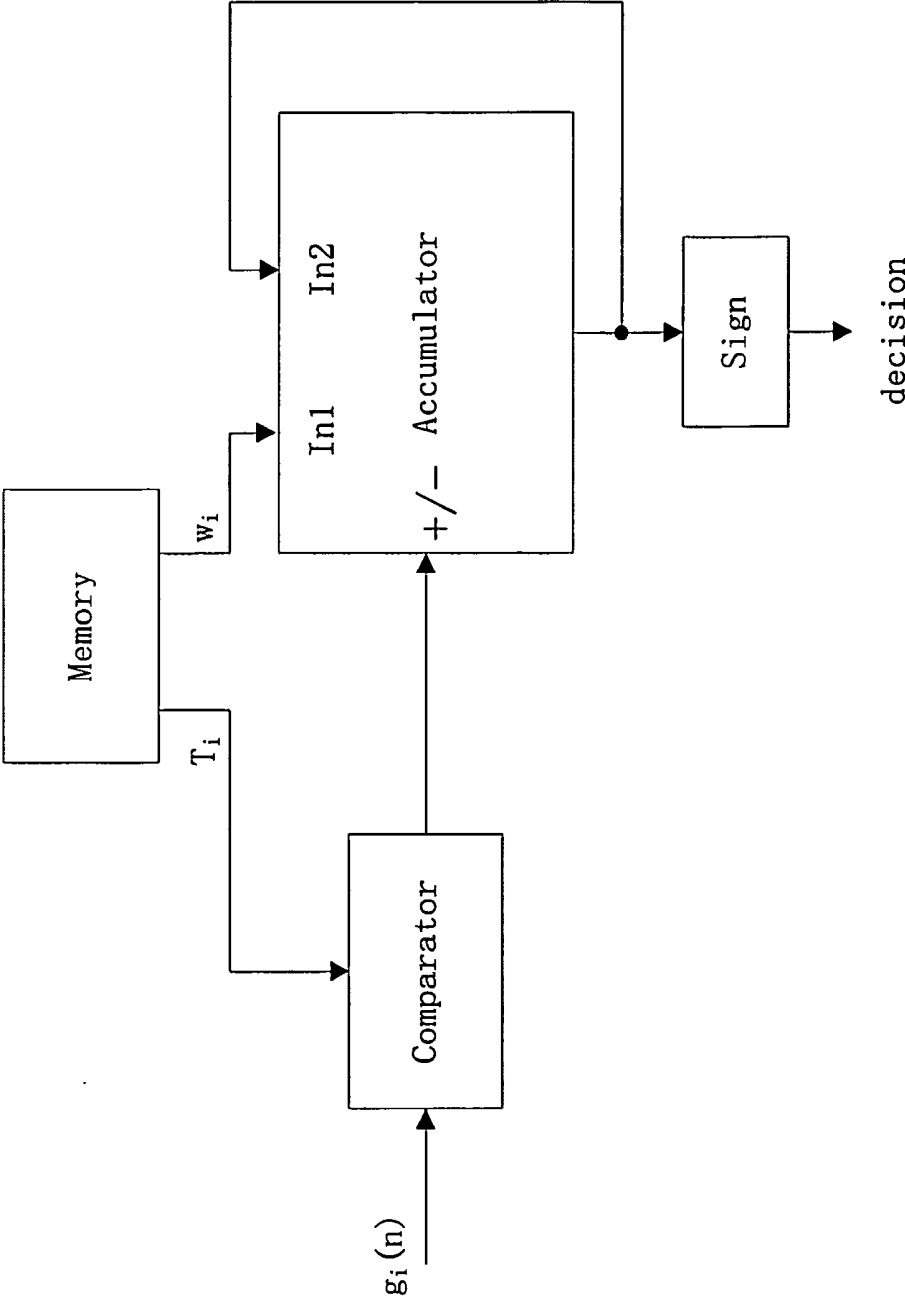 Memory
T_i
w_i
In1
In2
g_i(n)
Comparator
+/- Accumulator
Sign
decision